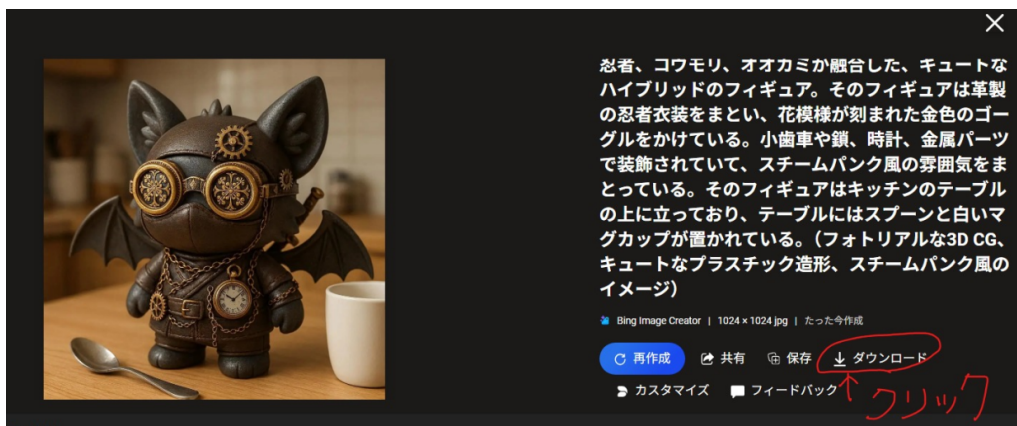 忍者、コウモリ、オオカミが融合した、キュートな
ハイブリッドのフィギュア。そのフィギュアは革製
の忍者衣装をまとい、花模様が刻まれた金色のゴー
グルをかけている。小歯車や鎖、時計、金属パーツ
で装飾されていて、スチームパンク風の雰囲気をま
とっている。そのフィギュアはキッチンのテーブル
の上に立っており、テーブルにはスプーンと白いマ
グカップが置かれている。（フォトリアルな3D CG、
キュートなプラスチック造形、スチームパンク風の
イメージ）
Bing Image Creator | 1024 × 1024 jpg | たった今作成
再作成 共有 保存 ダウンロード
カスタマイズ フィードバック
クリック